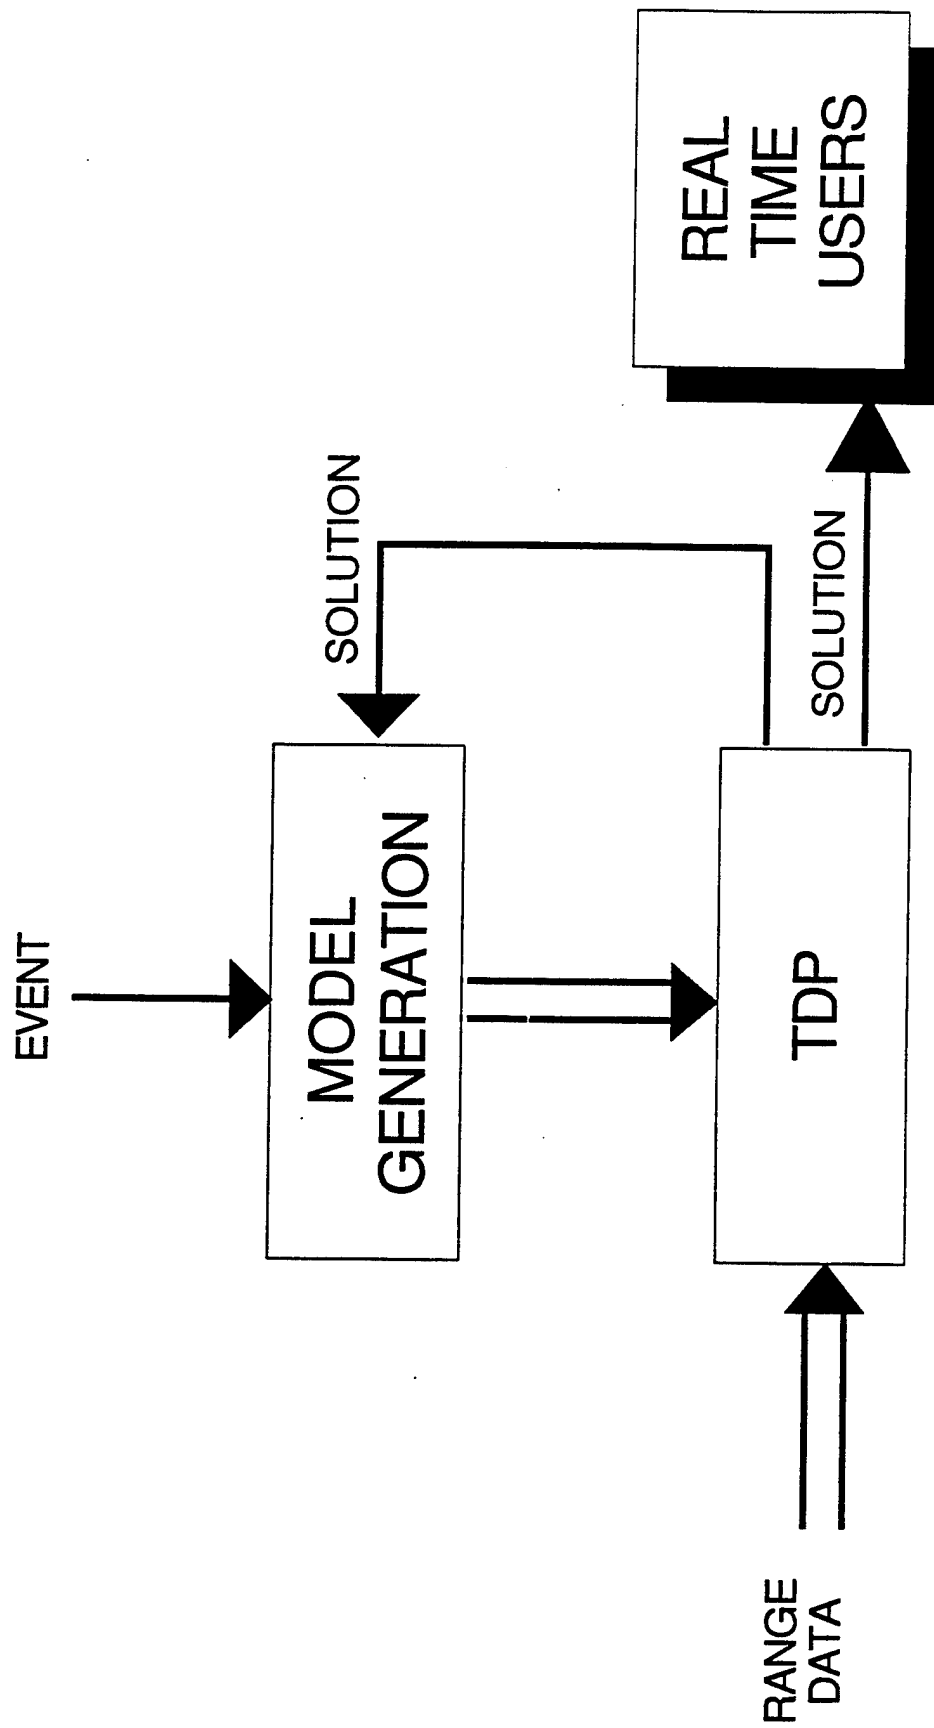 EVENT
MODEL
GENERATION
SOLUTION
RANGE
DATA
TDP
SOLUTION
REAL
TIME
USERS